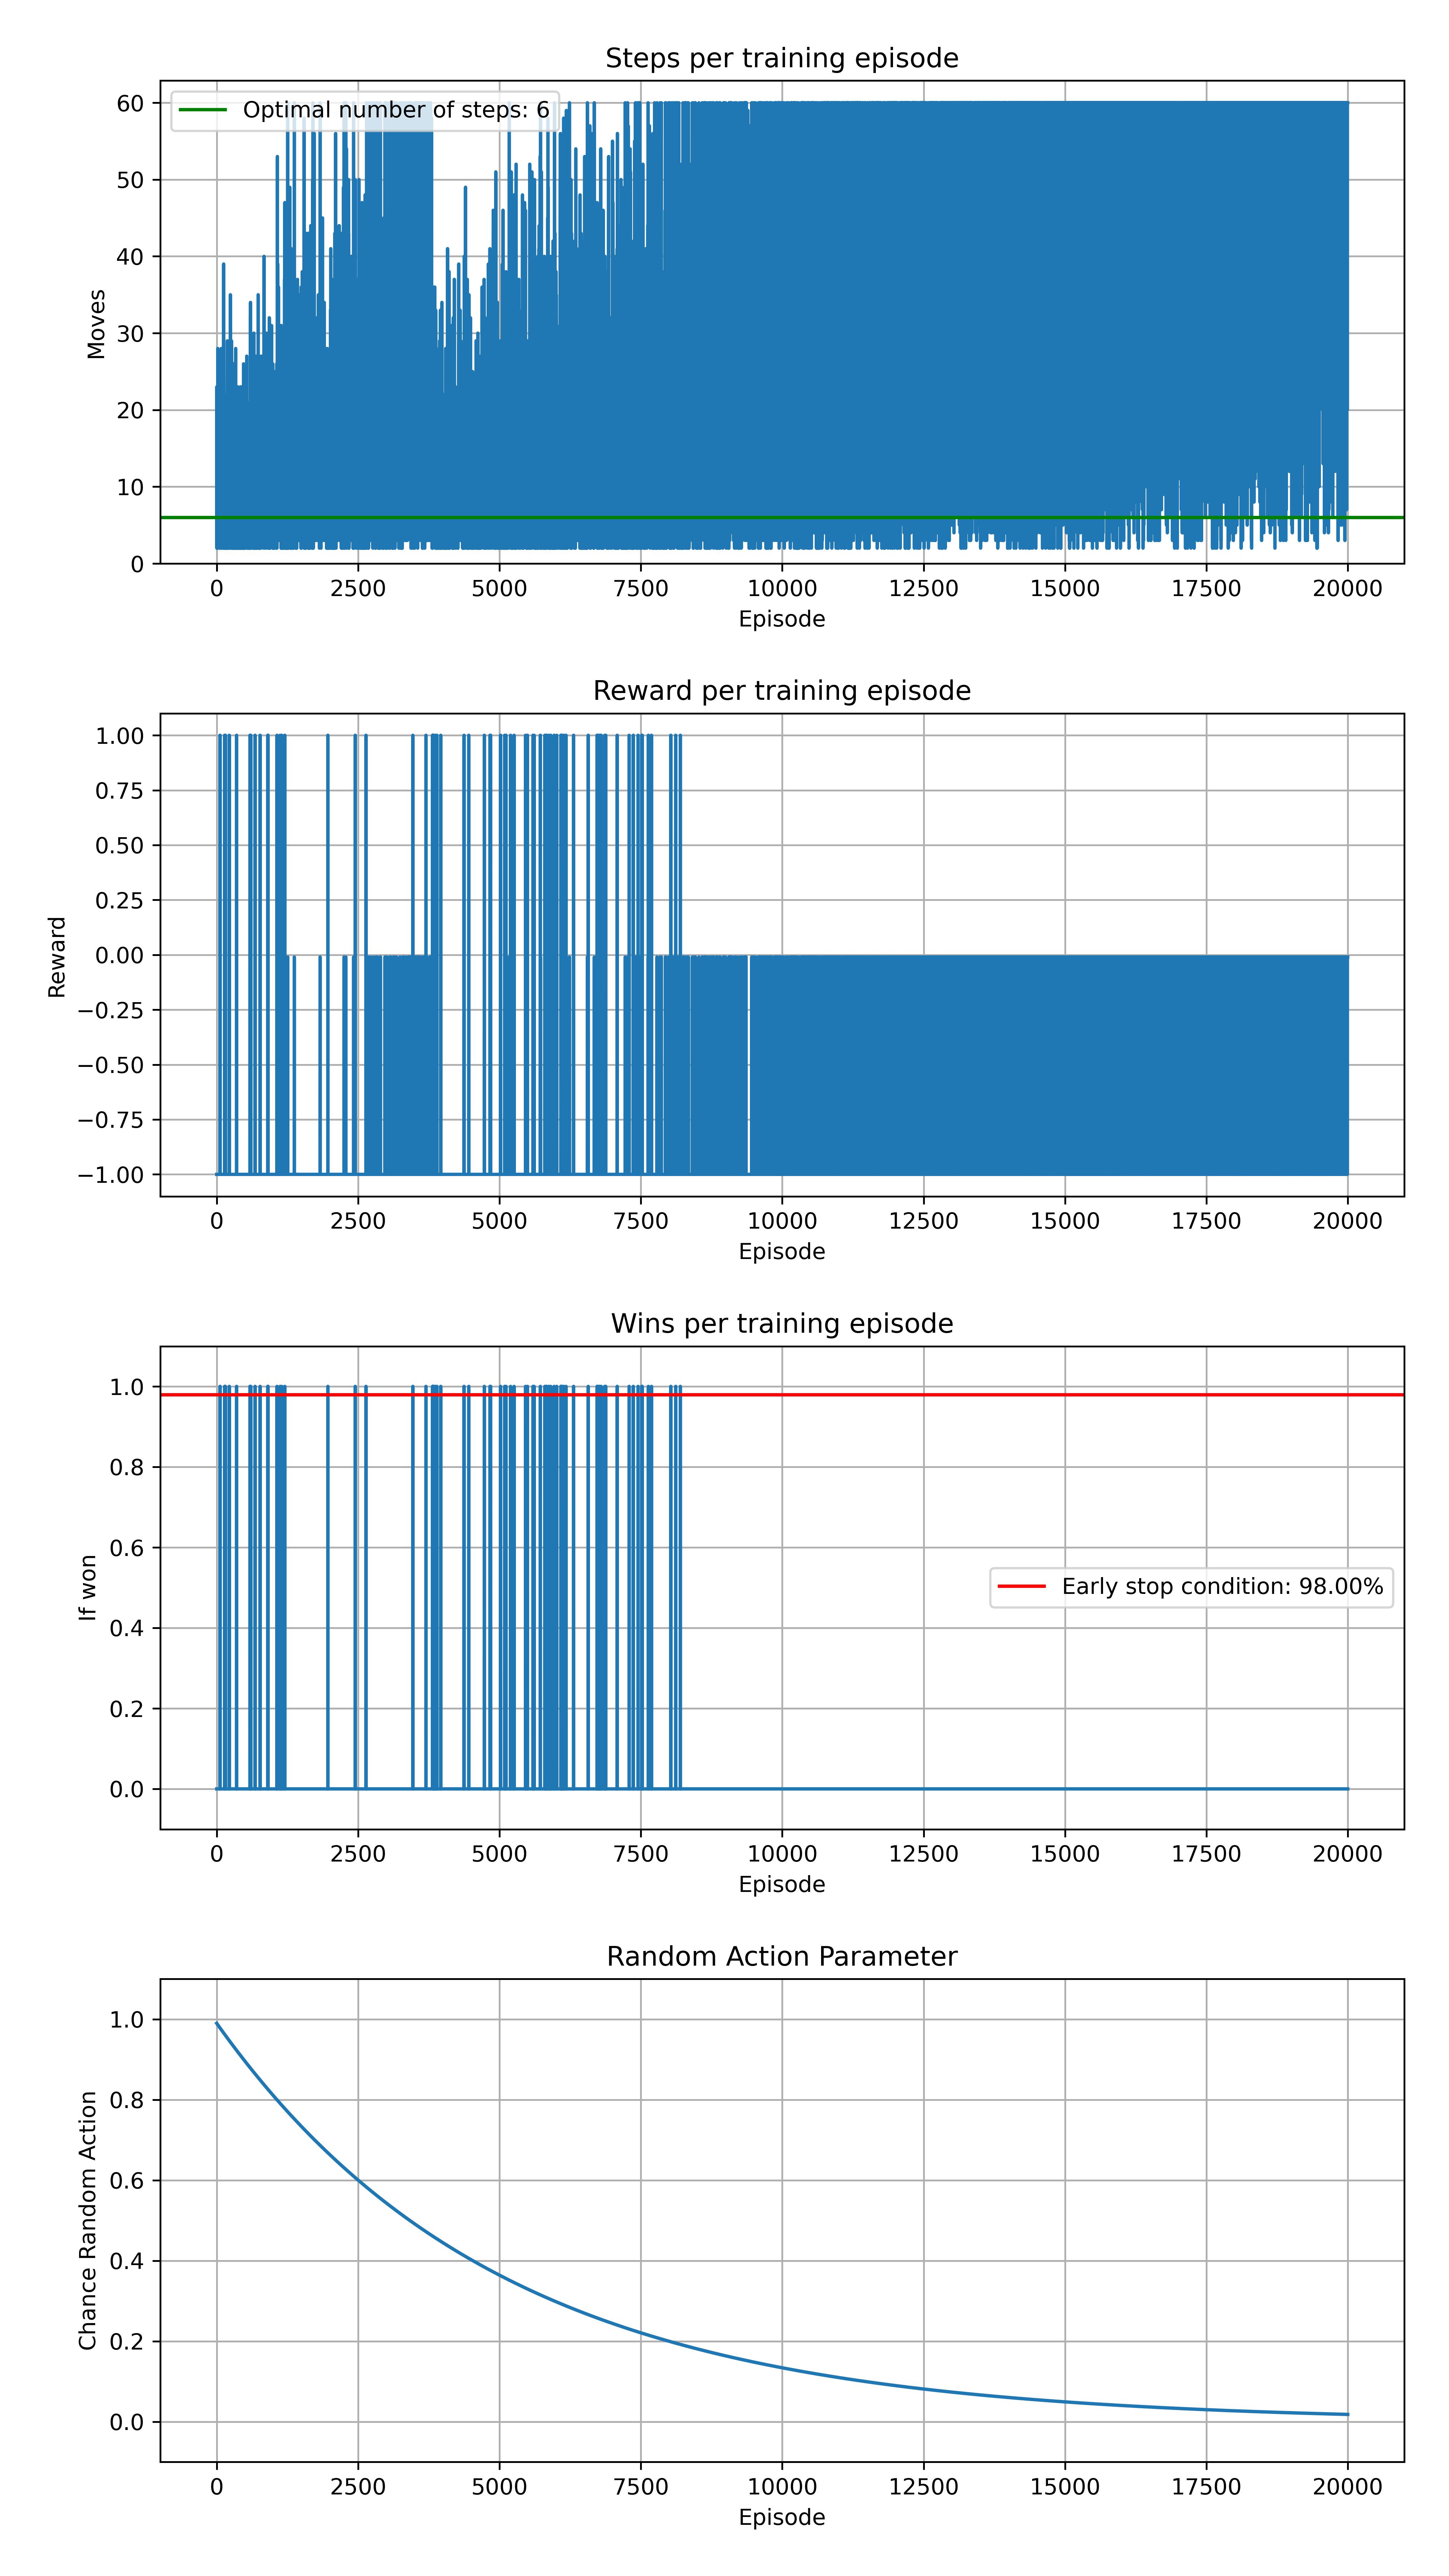 Steps per training episode
Optimal number of steps: 6
60
50
40
30
20
10
0
Moves
0 2500 5000 7500 10000 12500 15000 17500 20000
Episode
Reward per training episode
1.00
0.75
0.50
0.25
0.00
−0.25
−0.50
−0.75
−1.00
Reward
0 2500 5000 7500 10000 12500 15000 17500 20000
Episode
Wins per training episode
1.0
0.8
0.6
0.4
0.2
0.0
If won
Early stop condition: 98.00%
0 2500 5000 7500 10000 12500 15000 17500 20000
Episode
Random Action Parameter
1.0
0.8
0.6
0.4
0.2
0.0
Chance Random Action
0 2500 5000 7500 10000 12500 15000 17500 20000
Episode